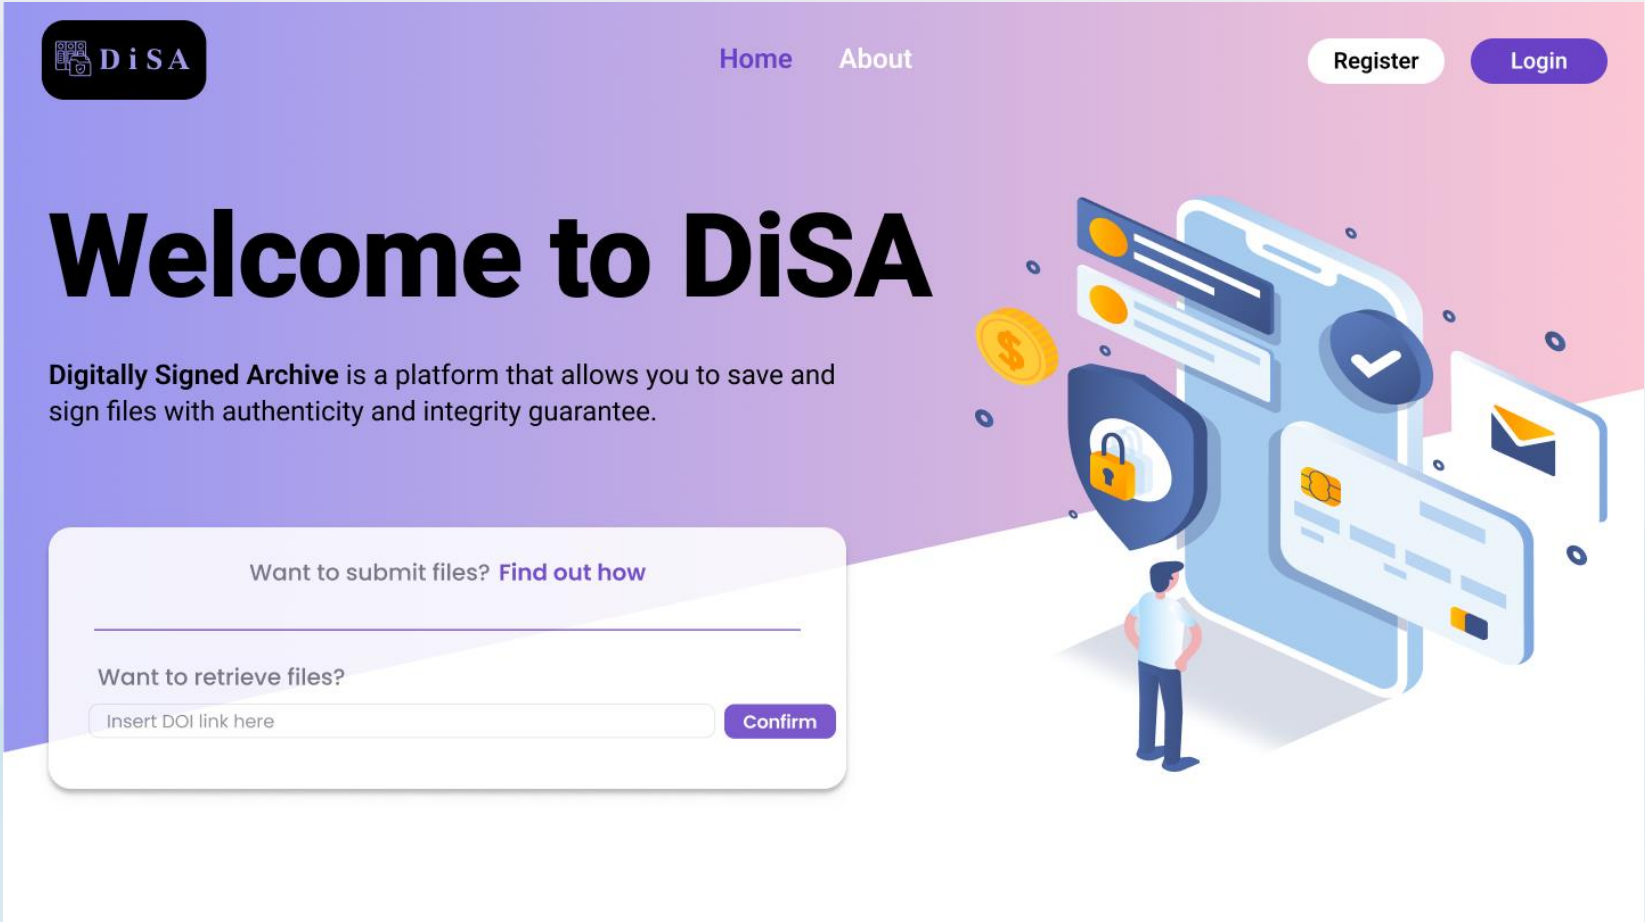 DiSA
Home
About
Register
Login
Welcome to DiSA
Digitally Signed Archive is a platform that allows you to save and
sign files with authenticity and integrity guarantee.
Want to submit files? Find out how
Want to retrieve files?
Insert DOI link here
Confirm
$